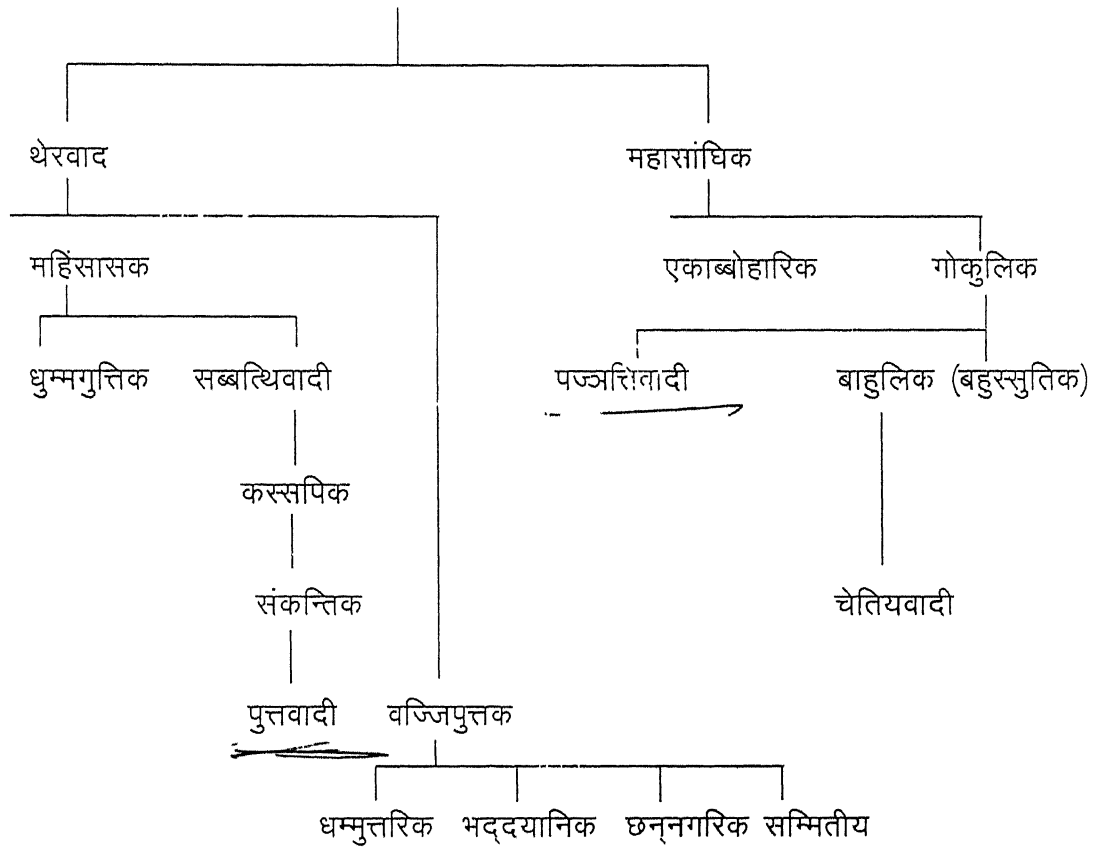 थेरवाद महासांघिक
महिंसासक एकाब्बोहारिक गोकुलिक
धुम्मगुत्तिक सब्बत्थिवादी पञ्ञत्तिवादी बाहुलिक (बहुस्सुतिक)
कस्सपिक
संकन्तिक चेतियवादी
पुत्तवादी वज्जिपुत्तक
धम्मुत्तरिक भद्दयानिक छन्नगरिक सम्मितीय